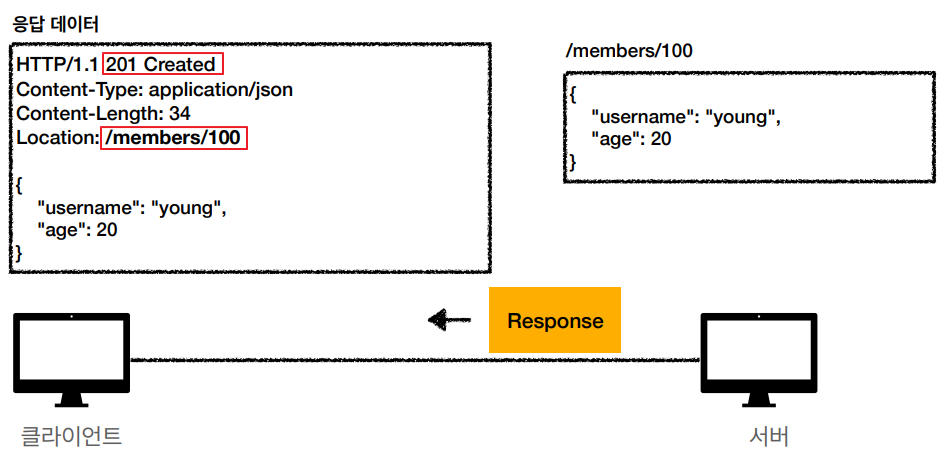 응답 데이터
HTTP/1.1 201 Created
Content-Type: application/json
Content-Length: 34
Location: /members/100
{
"username": "young",
"age": 20
}
/members/100
{
"username": "young",
"age": 20
}
Response
클라이언트
서버